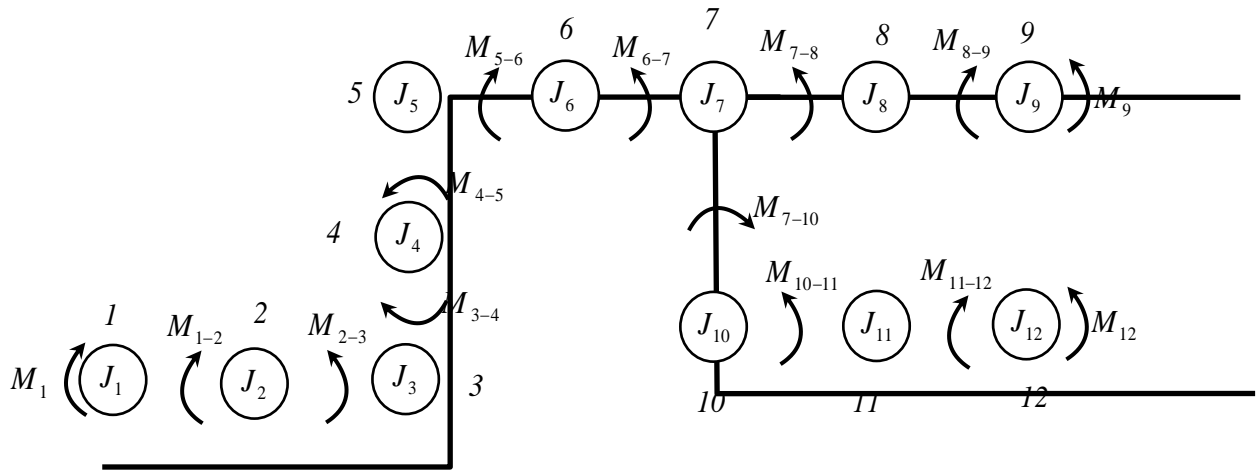 6 7 8 9
M₅₋₆ M₆₋₇ M₇₋₈ M₈₋₉
5 J₅ J₆ J₇ J₈ J₉ M₉
M₄₋₅
4 J₄ M₇₋₁₀
M₃₋₄ M₁₀₋₁₁ M₁₁₋₁₂
1 2 M₁₋₂ M₂₋₃ J₁₀ J₁₁ J₁₂ M₁₂
M₁ J₁ J₂ J₃ 3
10 11 12